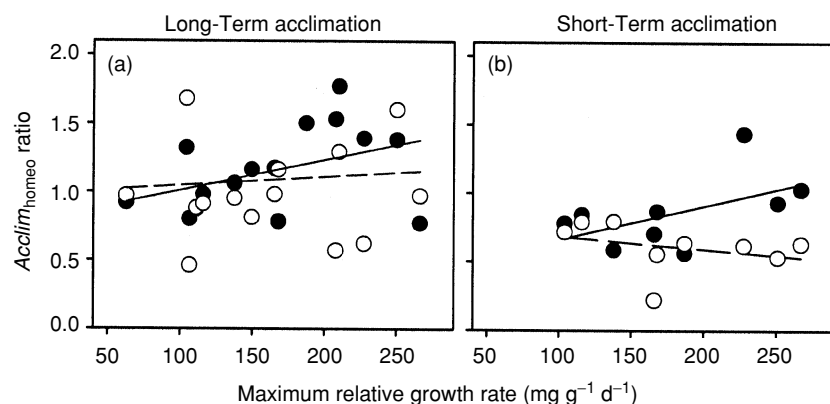 Long-Term acclimation Short-Term acclimation
(a) (b)
2.0
1.5
1.0
0.5
0.0
Acclim_homeo ratio
50 100 150 200 250 50 100 150 200 250
Maximum relative growth rate (mg g⁻¹ d⁻¹)